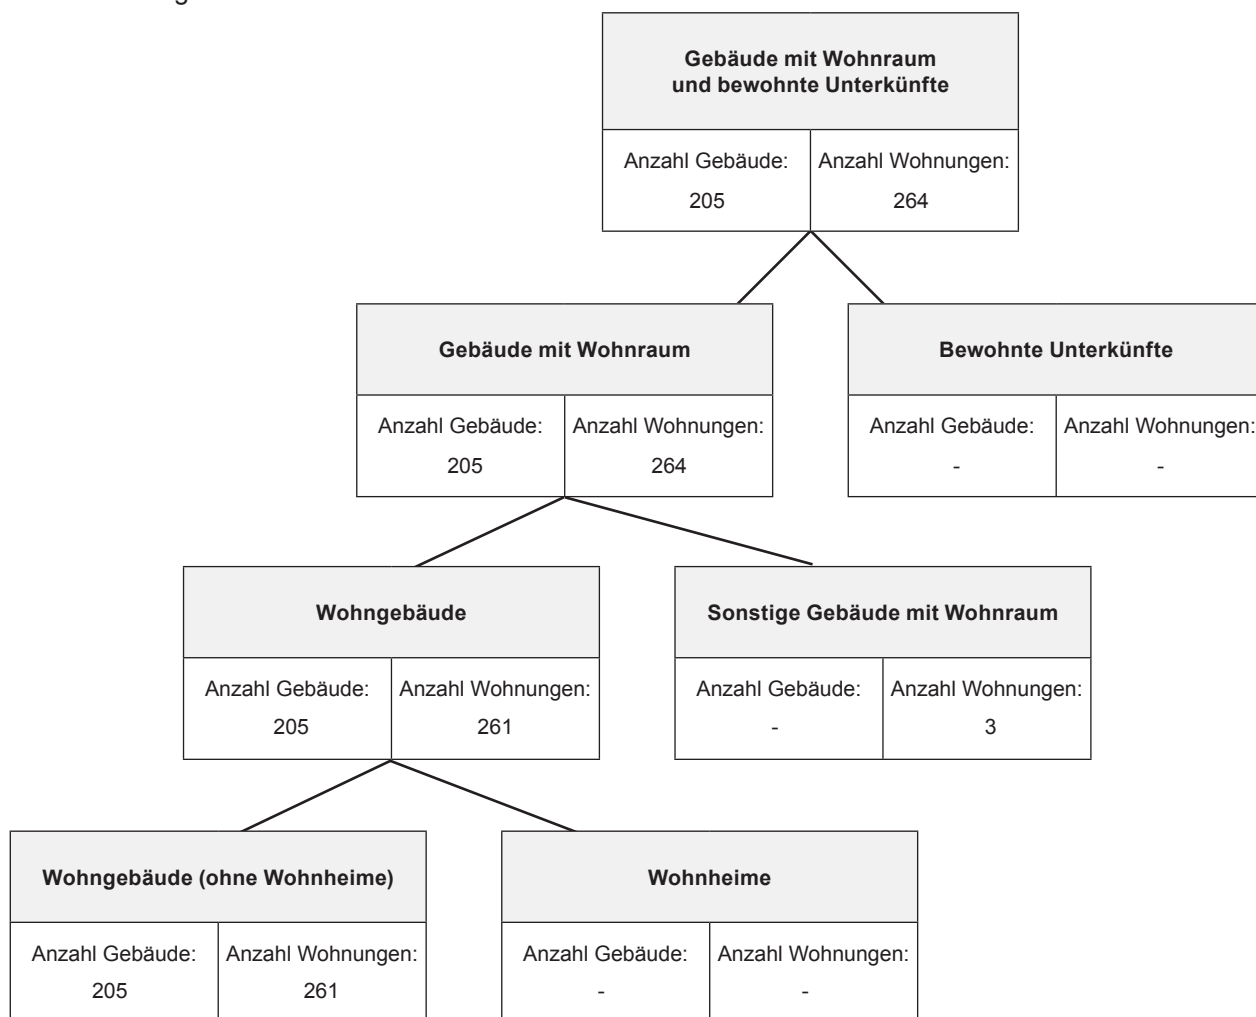 Gebäude mit Wohnraum
und bewohnte Unterkünfte
Anzahl Gebäude: Anzahl Wohnungen:
205 264
Gebäude mit Wohnraum
Bewohnte Unterkünfte
Anzahl Gebäude: Anzahl Wohnungen:
205 264
Anzahl Gebäude: Anzahl Wohnungen:
- -
Wohngebäude
Sonstige Gebäude mit Wohnraum
Anzahl Gebäude: Anzahl Wohnungen:
205 261
Anzahl Gebäude: Anzahl Wohnungen:
- 3
Wohngebäude (ohne Wohnheime)
Wohnheime
Anzahl Gebäude: Anzahl Wohnungen:
205 261
Anzahl Gebäude: Anzahl Wohnungen:
- -